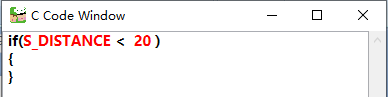 C Code Window
if(S_DISTANCE < 20 )
{
}